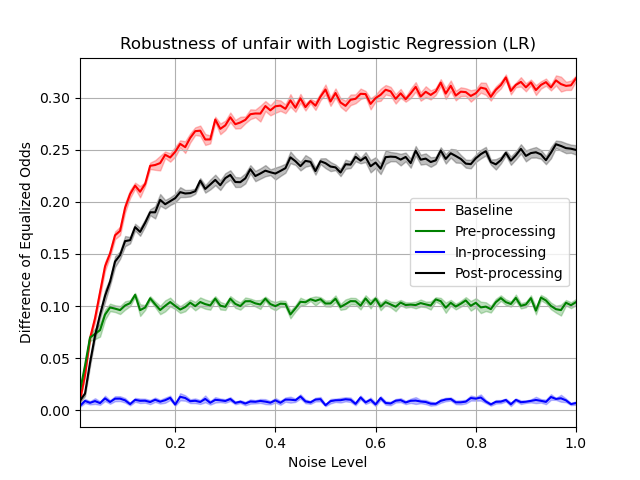 Robustness of unfair with Logistic Regression (LR)
Difference of Equalized Odds
0.30
0.25
0.20
0.15
0.10
0.05
0.00
Baseline
Pre-processing
In-processing
Post-processing
0.2 0.4 0.6 0.8 1.0
Noise Level